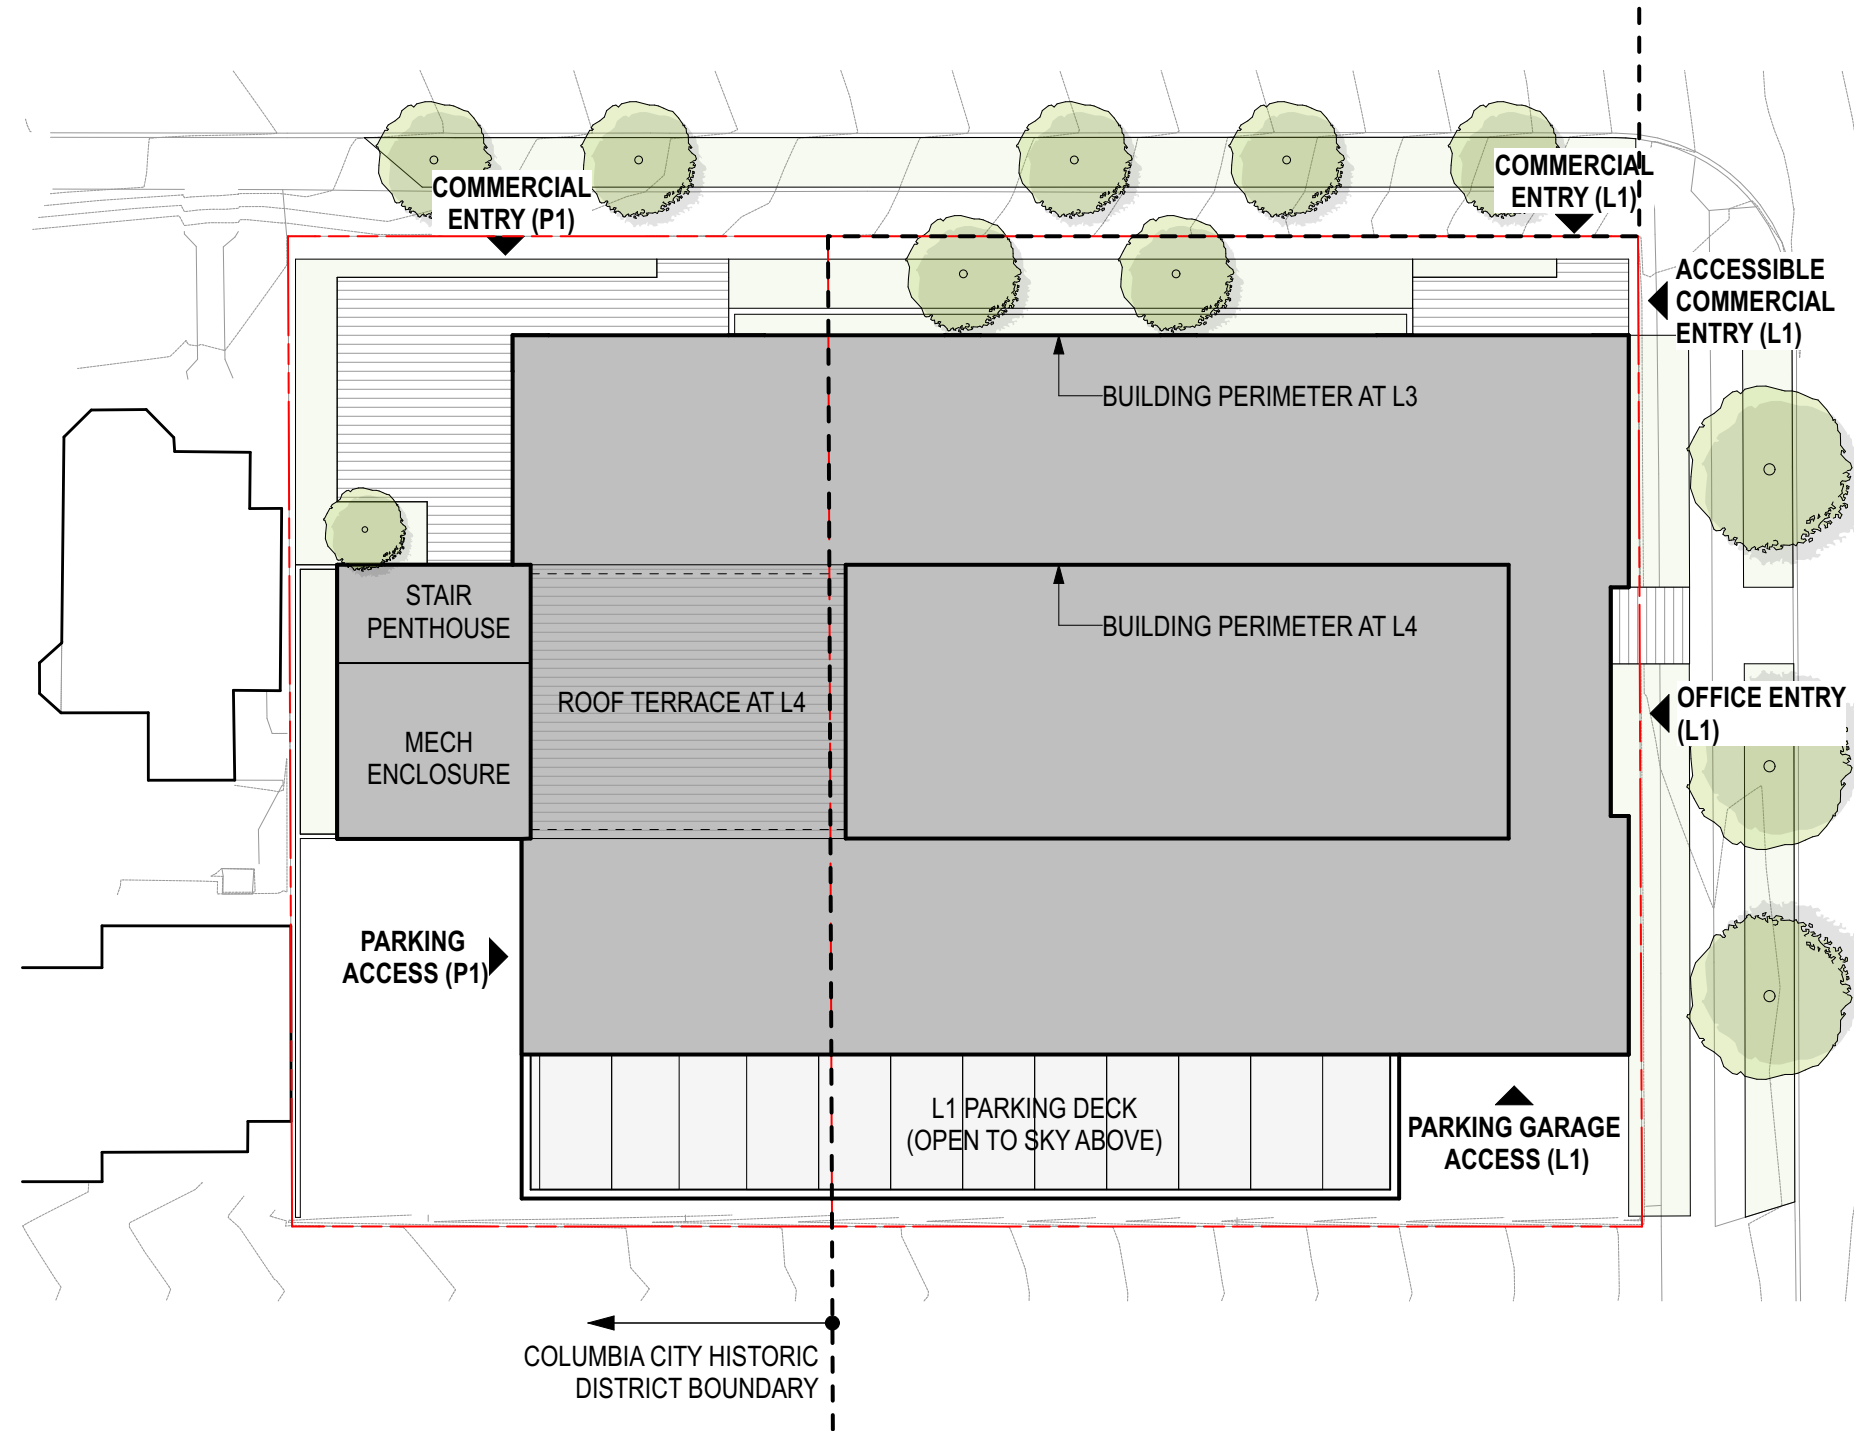 COMMERCIAL
ENTRY (P1)
COMMERCIAL
ENTRY (L1)
ACCESSIBLE
COMMERCIAL
ENTRY (L1)
BUILDING PERIMETER AT L3
STAIR
PENTHOUSE
BUILDING PERIMETER AT L4
ROOF TERRACE AT L4
MECH
ENCLOSURE
OFFICE ENTRY
(L1)
PARKING
ACCESS (P1)
L1 PARKING DECK
(OPEN TO SKY ABOVE)
PARKING GARAGE
ACCESS (L1)
COLUMBIA CITY HISTORIC
DISTRICT BOUNDARY